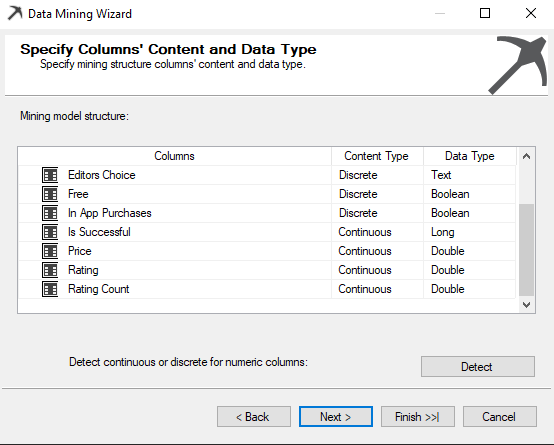 Data Mining Wizard
Specify Columns' Content and Data Type
Specify mining structure columns' content and data type.
Mining model structure:
Columns Content Type Data Type
Editors Choice Discrete Text
Free Discrete Boolean
In App Purchases Discrete Boolean
Is Successful Continuous Long
Price Continuous Double
Rating Continuous Double
Rating Count Continuous Double
Detect continuous or discrete for numeric columns: Detect
< Back Next > Finish >>| Cancel